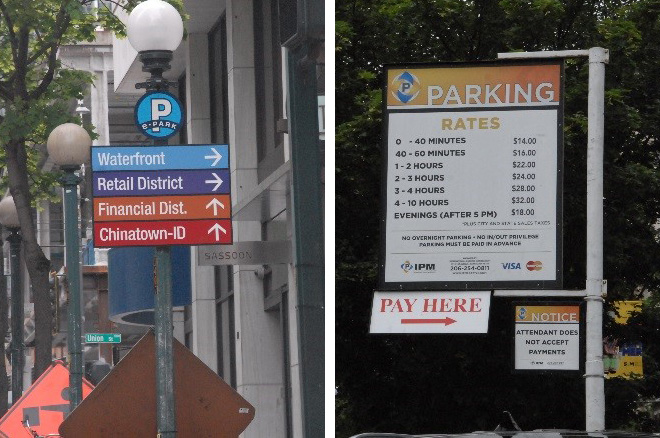 P
e-PARK
Waterfront
Retail District
Financial Dist.
Chinatown-ID
SASSOON
Union St
P PARKING
RATES
0 - 40 MINUTES $14.00
40 - 60 MINUTES $16.00
1 - 2 HOURS $22.00
2 - 3 HOURS $24.00
3 - 4 HOURS $28.00
4 - 10 HOURS $32.00
EVENINGS (AFTER 5 PM) $18.00
*PLUS CITY AND STATE SALES TAXES
NO OVERNIGHT PARKING - NO IN/OUT PRIVILEGE
PARKING MUST BE PAID IN ADVANCE
IPM
VISA MasterCard
PAY HERE
NOTICE
ATTENDANT DOES
NOT ACCEPT
PAYMENTS